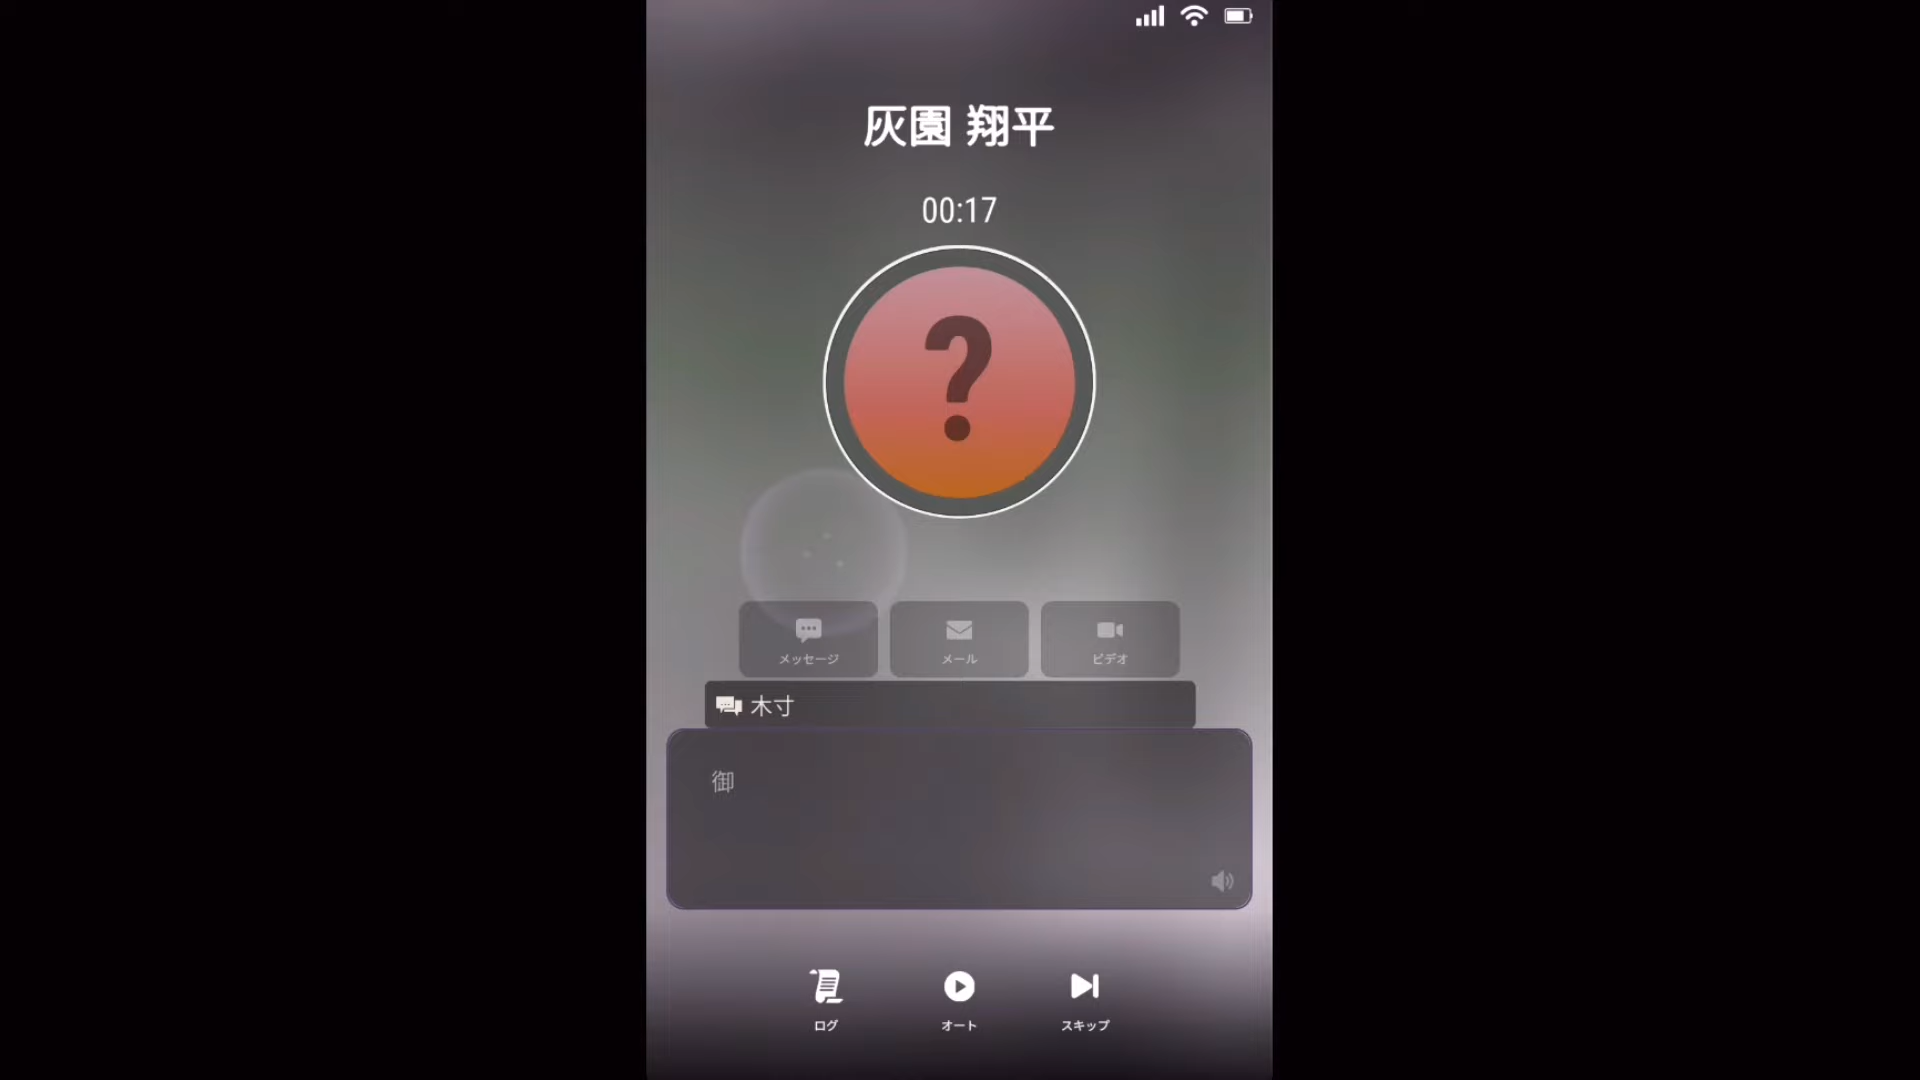 灰園 翔平
00:17
?
メッセージ
メール
ビデオ
木寸
御
ログ
オート
スキップ